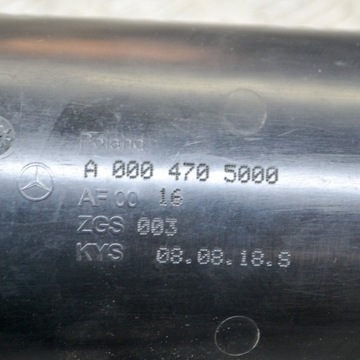 Poland
A 000 470 5000
AF 00 16
ZGS 003
KYS 08.08.18.S